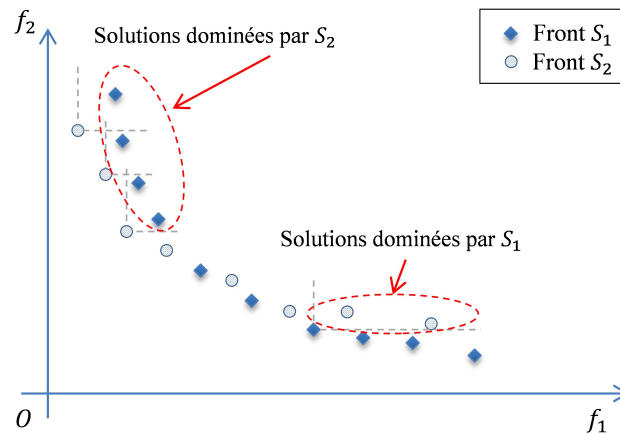 f₂
Solutions dominées par S₂
Front S₁
Front S₂
Solutions dominées par S₁
O
f₁